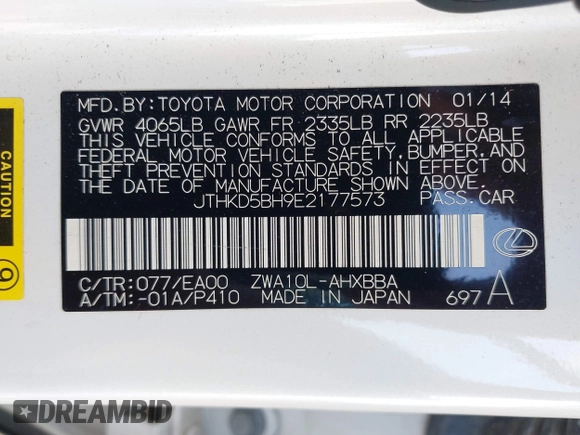 MFD.BY:TOYOTA MOTOR CORPORATION 01/14
GVWR 4065LB GAWR FR 2335LB RR 2235LB
THIS VEHICLE CONFORMS TO ALL APPLICABLE
FEDERAL MOTOR VEHICLE SAFETY,BUMPER,AND
THEFT PREVENTION STANDARDS IN EFFECT ON
THE DATE OF MANUFACTURE SHOWN ABOVE.
JTHKD5BH9E2177573 PASS.CAR
C/TR:077/EA00 ZWA10L-AHXBBA
A/TM:-01A/P410 MADE IN JAPAN 697A
CAUTION
DREAMBID